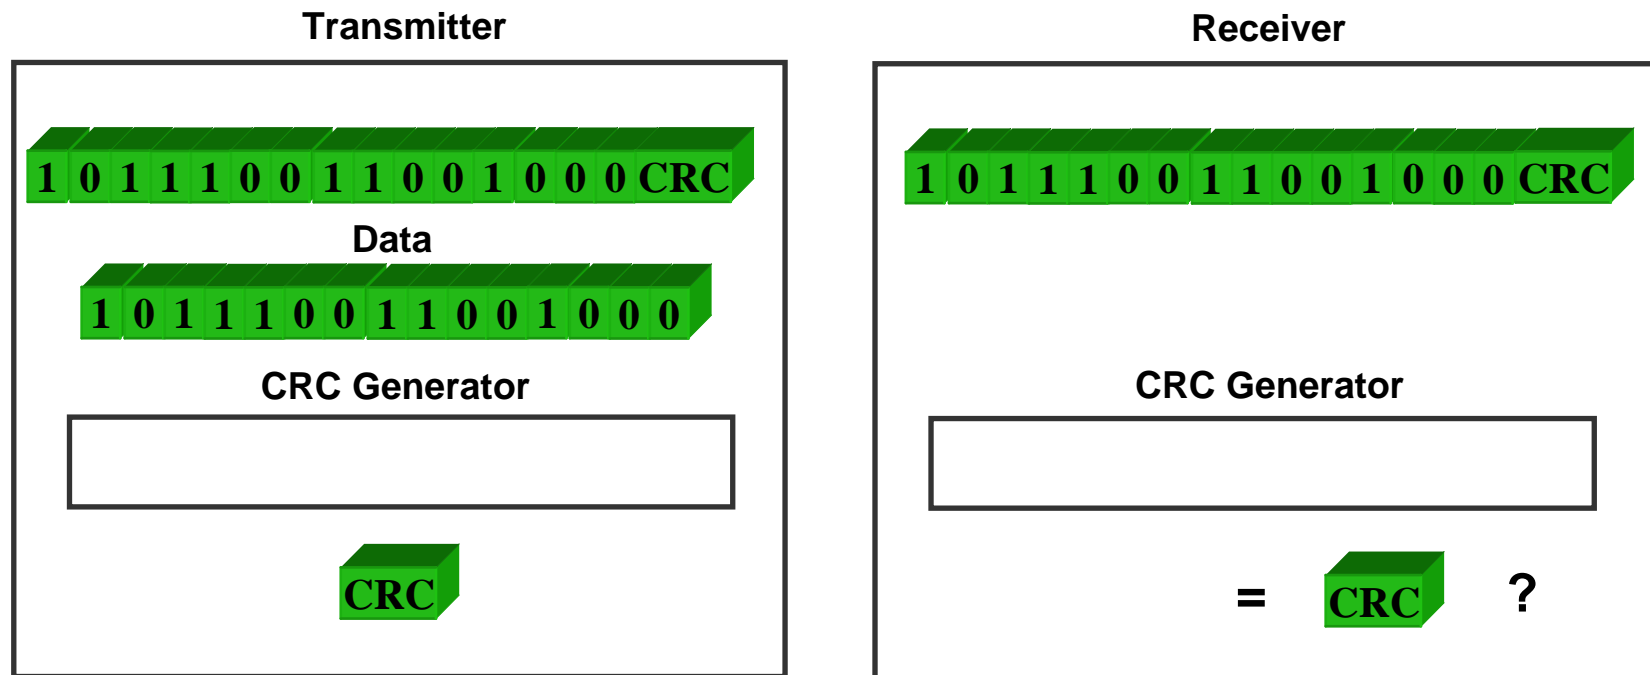 Transmitter
1 0 1 1 1 0 0 1 1 0 0 1 0 0 0 CRC
Data
1 0 1 1 1 0 0 1 1 0 0 1 0 0 0
CRC Generator
CRC
Receiver
1 0 1 1 1 0 0 1 1 0 0 1 0 0 0 CRC
CRC Generator
= CRC ?